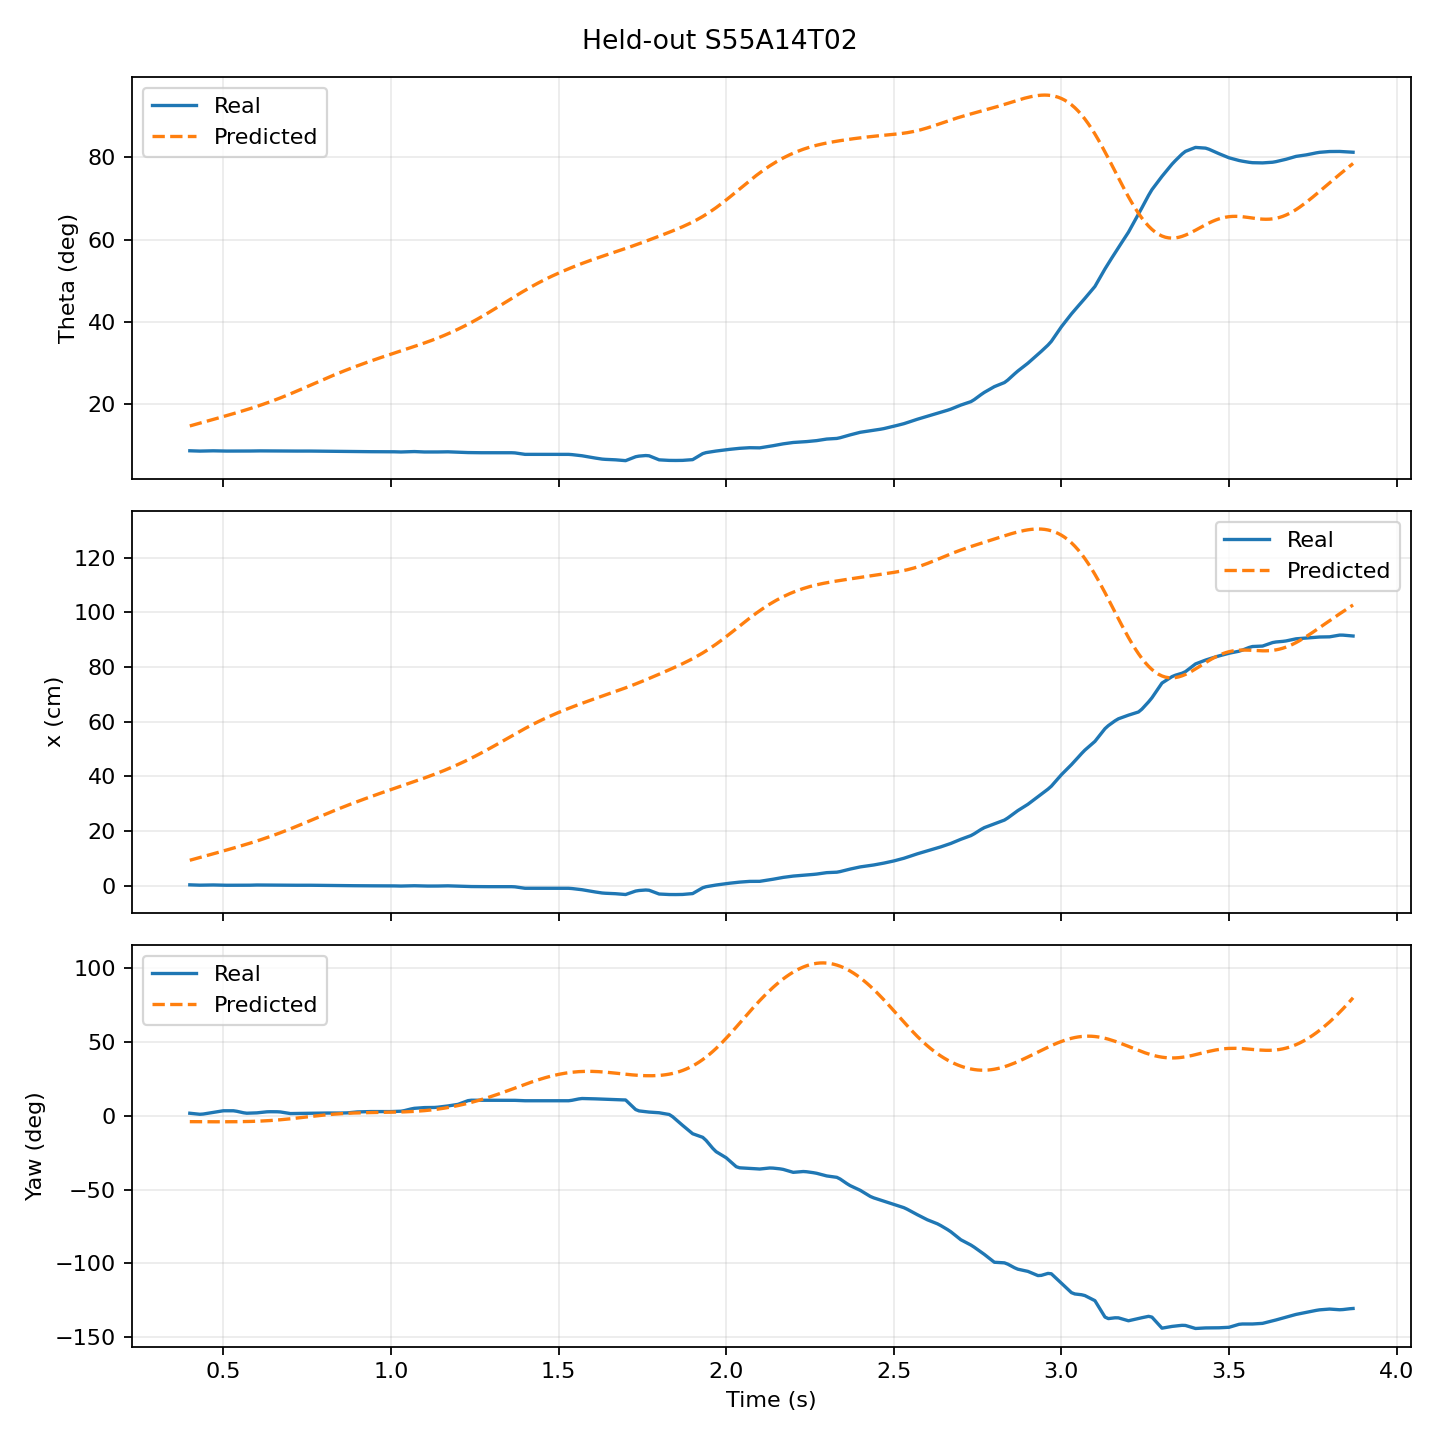 Held-out S55A14T02
Real
Predicted
80
60
40
20
Theta (deg)
Real
Predicted
120
100
80
60
40
20
0
x (cm)
Real
Predicted
100
50
0
−50
−100
−150
Yaw (deg)
0.5 1.0 1.5 2.0 2.5 3.0 3.5 4.0
Time (s)